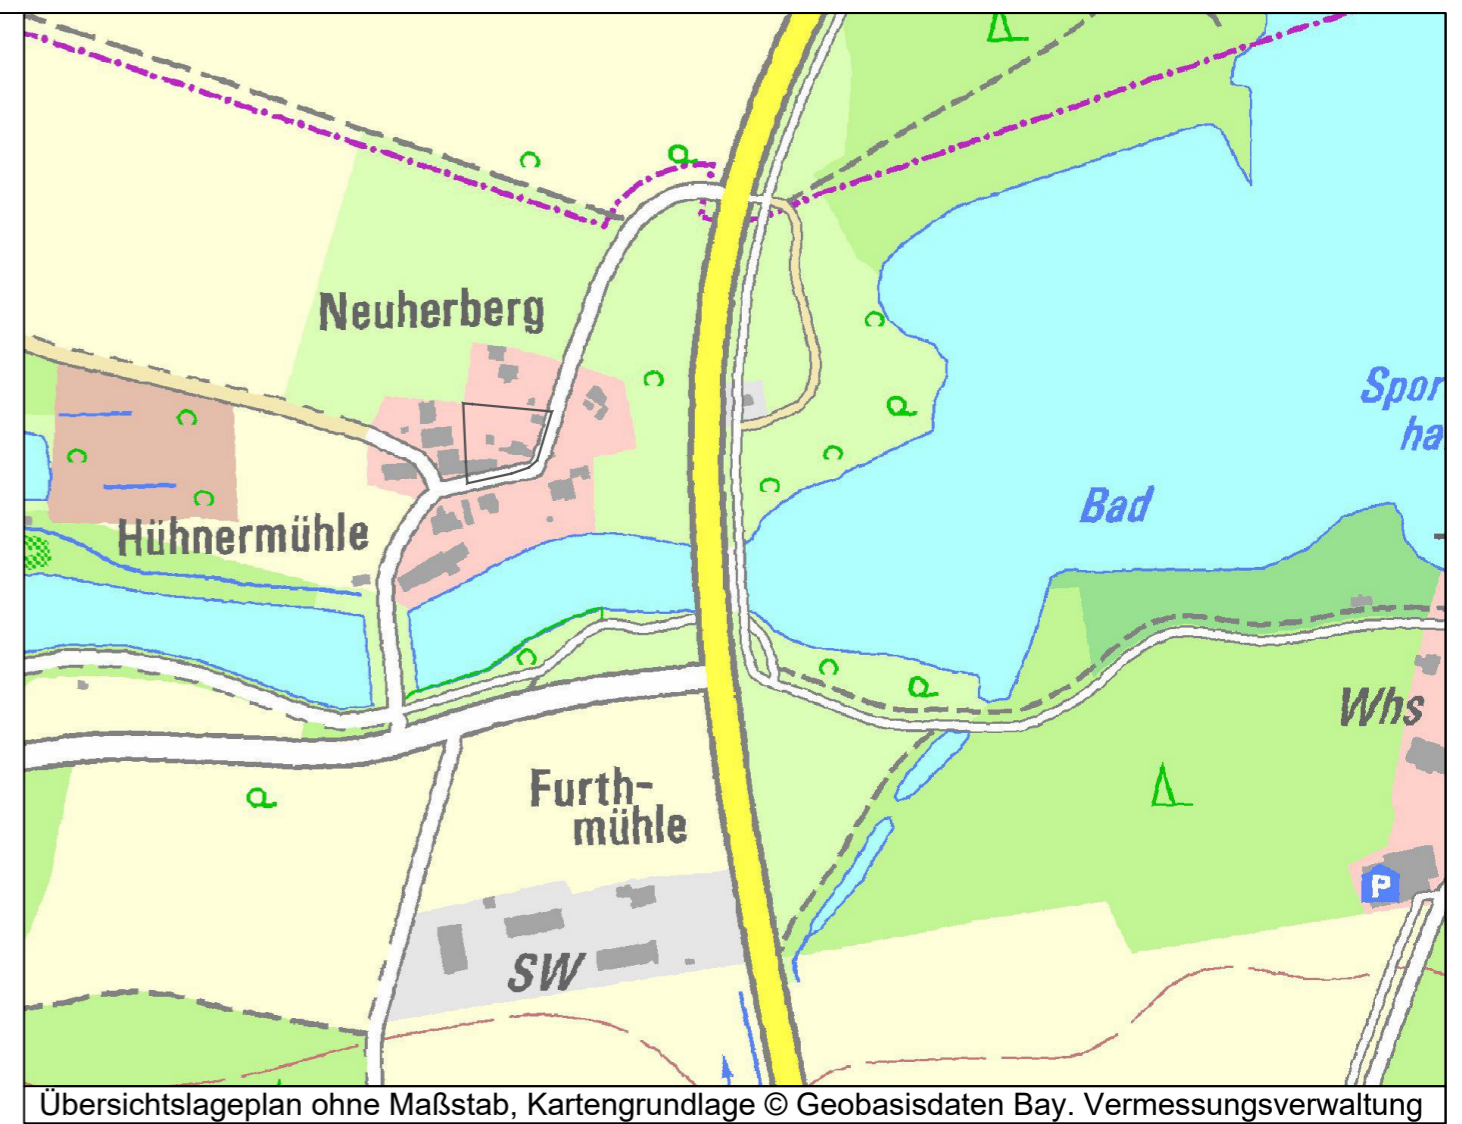 Neuherberg
Spor
ha
Bad
Hühnermühle
Whs
Furth-
mühle
P
SW
Übersichtslageplan ohne Maßstab, Kartengrundlage © Geobasisdaten Bay. Vermessungsverwaltung